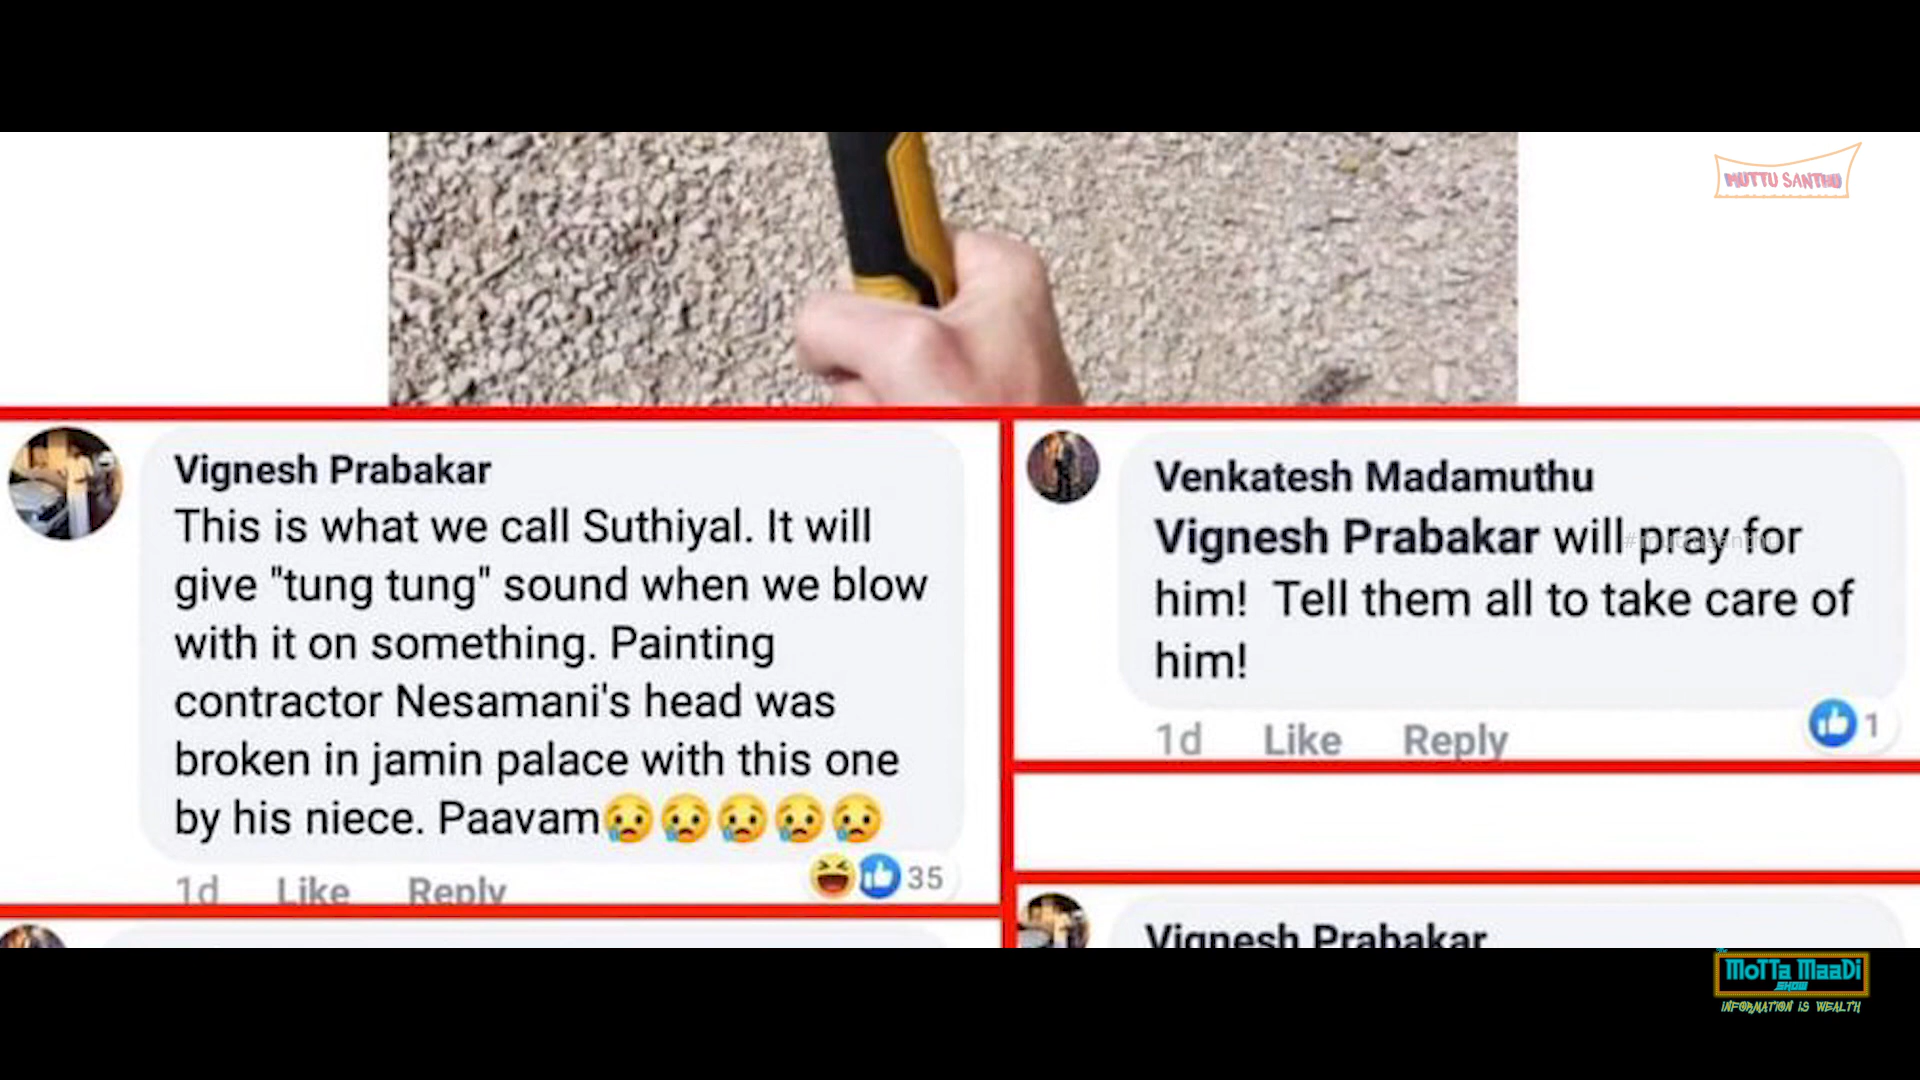 MUTTU SANTHU
Vignesh Prabakar
This is what we call Suthiyal. It will
give "tung tung" sound when we blow
with it on something. Painting
contractor Nesamani's head was
broken in jamin palace with this one
by his niece. Paavam😢😢😢😢😢
1d Like Reply
35
Venkatesh Madamuthu
Vignesh Prabakar will pray for
him! Tell them all to take care of
him!
1d Like Reply
1
Vignesh Prabakar
MoTTa MaaDi
SHOW
INFORMATION IS WEALTH